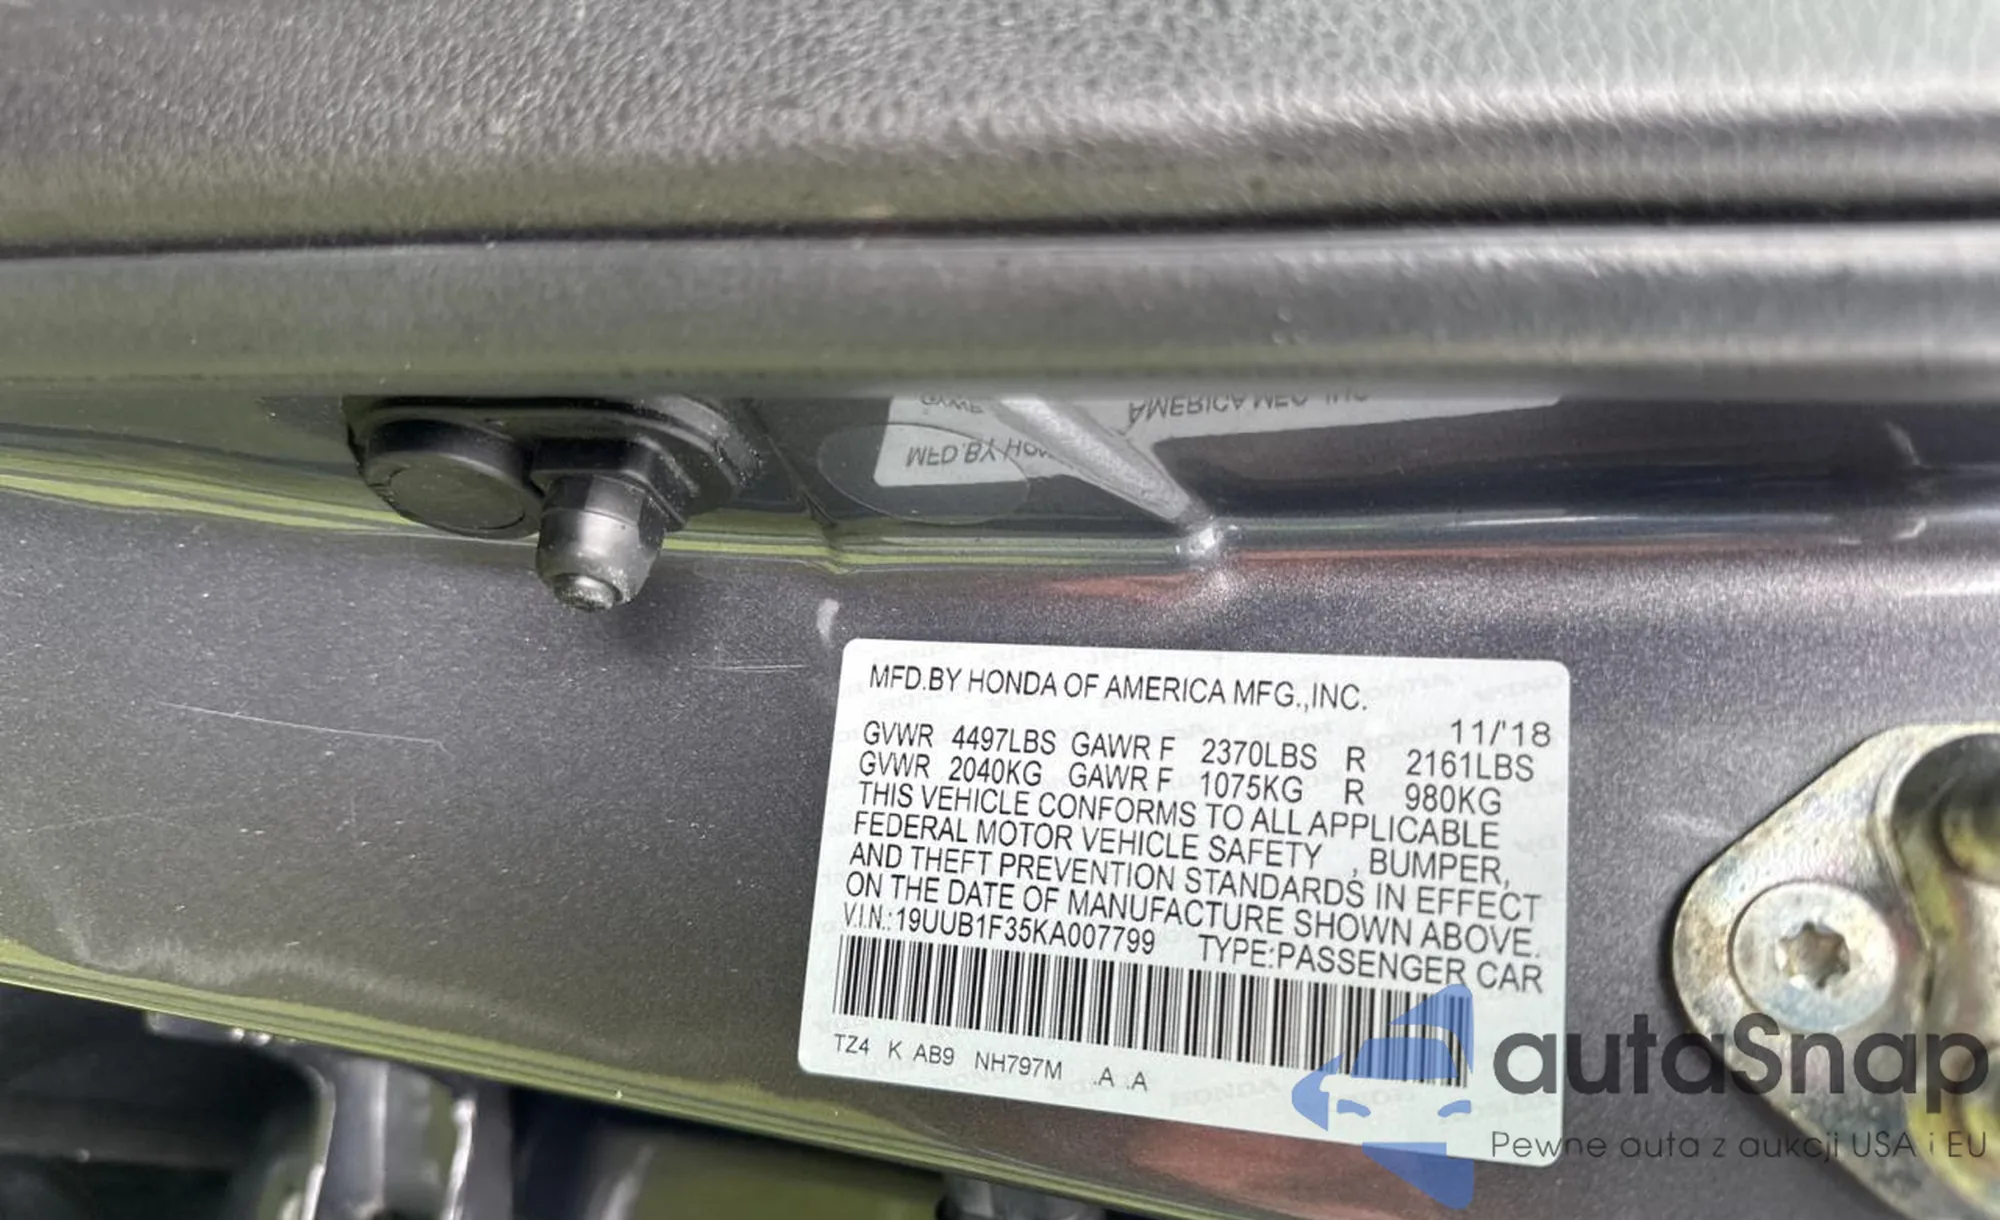 MFD.BY HONDA OF AMERICA MFG.,INC.
11/'18
GVWR 4497LBS GAWR F 2370LBS R 2161LBS
GVWR 2040KG GAWR F 1075KG R 980KG
THIS VEHICLE CONFORMS TO ALL APPLICABLE
FEDERAL MOTOR VEHICLE SAFETY , BUMPER,
AND THEFT PREVENTION STANDARDS IN EFFECT
ON THE DATE OF MANUFACTURE SHOWN ABOVE.
V.I.N.:19UUB1F35KA007799 TYPE:PASSENGER CAR
TZ4 K AB9 NH797M .A .A
autaSnap
Pewne auta z aukcji USA i EU